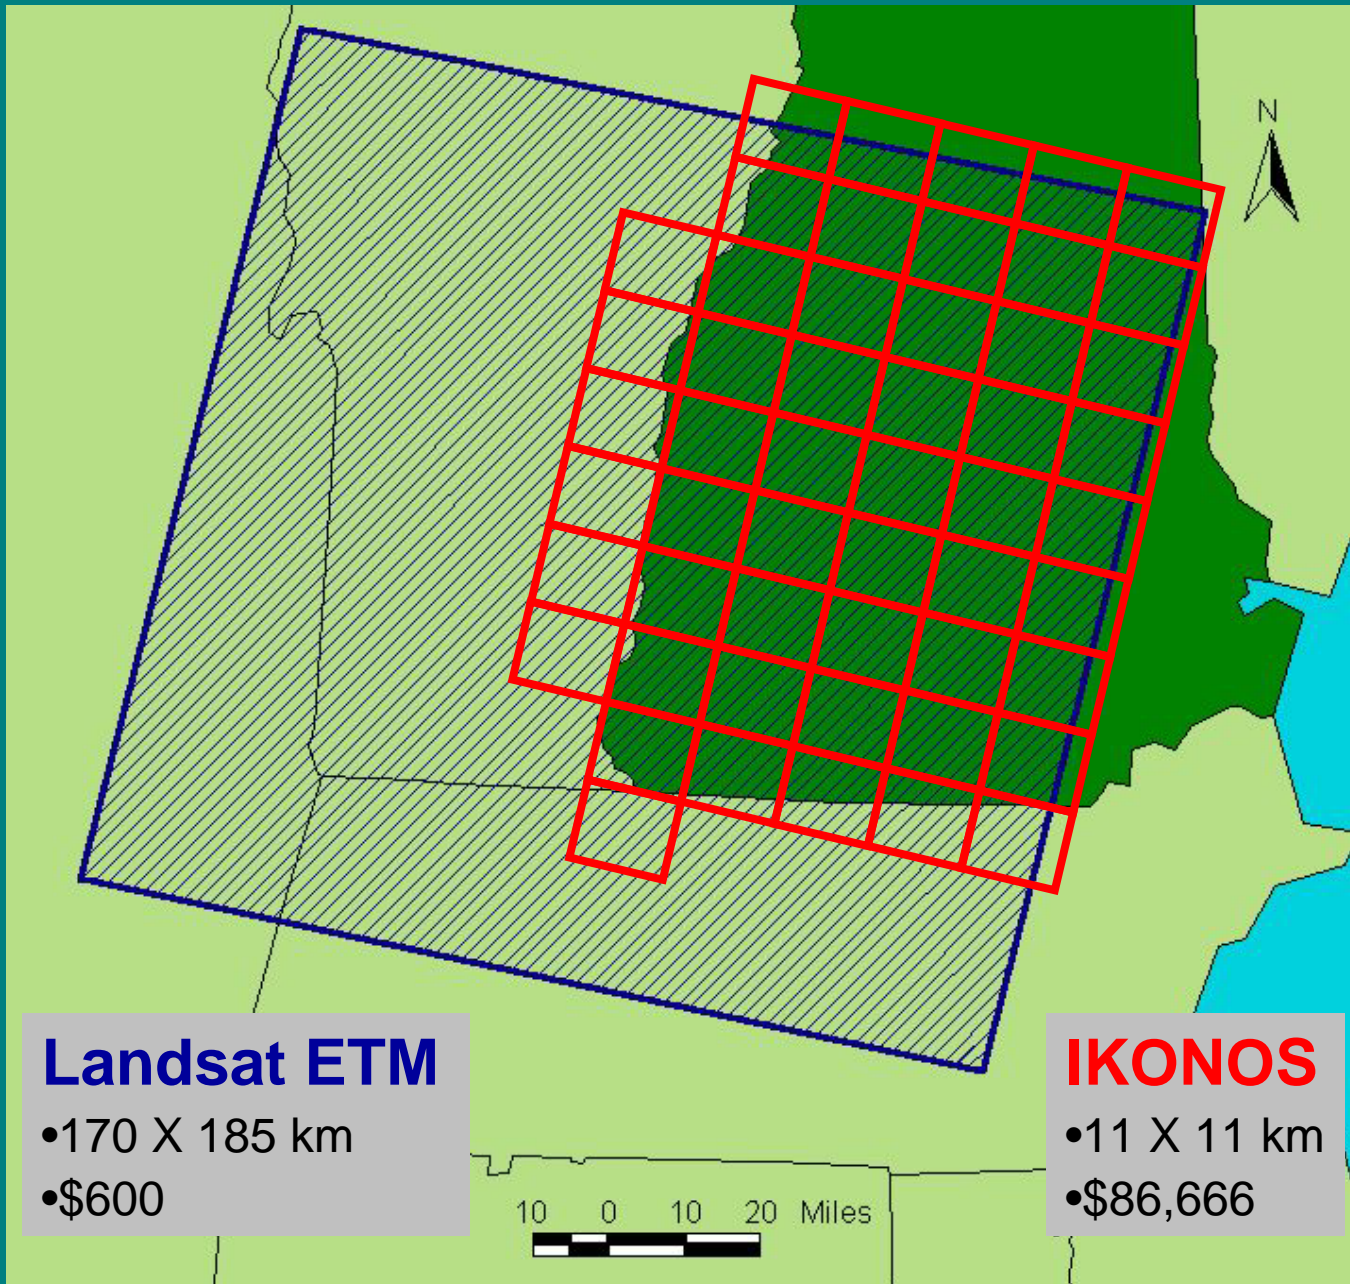 N
Landsat ETM
•170 X 185 km
•$600
IKONOS
•11 X 11 km
•$86,666
10 0 10 20 Miles